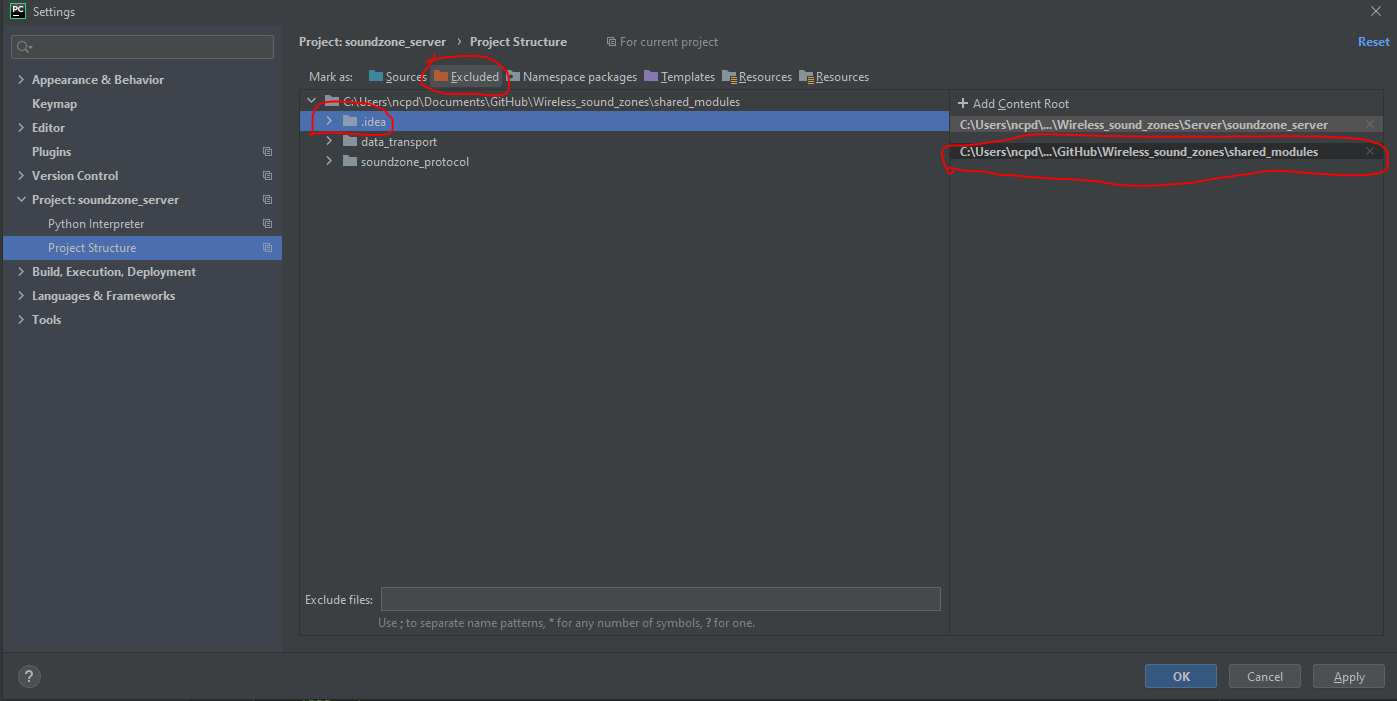 PC Settings
Project: soundzone_server › Project Structure For current project Reset
Appearance & Behavior
Keymap
Editor
Plugins
Version Control
Project: soundzone_server
Python Interpreter
Project Structure
Build, Execution, Deployment
Languages & Frameworks
Tools
Mark as: Sources Excluded Namespace packages Templates Resources Resources
C:\Users\ncpd\Documents\GitHub\Wireless_sound_zones\shared_modules
.idea
data_transport
soundzone_protocol
+ Add Content Root
C:\Users\ncpd\...\Wireless_sound_zones\Server\soundzone_server
C:\Users\ncpd\...\GitHub\Wireless_sound_zones\shared_modules
Exclude files:
Use ; to separate name patterns, * for any number of symbols, ? for one.
? OK Cancel Apply